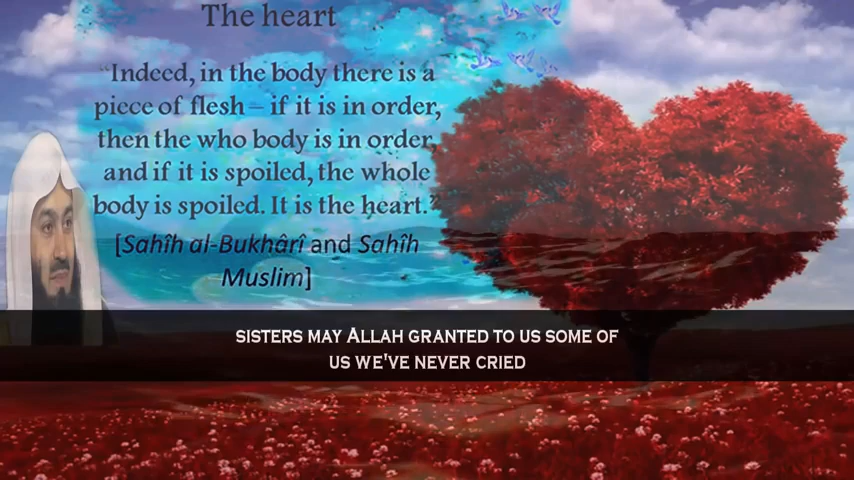 The heart
“Indeed, in the body there is a
piece of flesh – if it is in order,
then the who body is in order,
and if it is spoiled, the whole
body is spoiled. It is the heart.”
[Sahîh al-Bukhârî and Sahîh
Muslim]
SISTERS MAY ALLAH GRANTED TO US SOME OF
US WE'VE NEVER CRIED